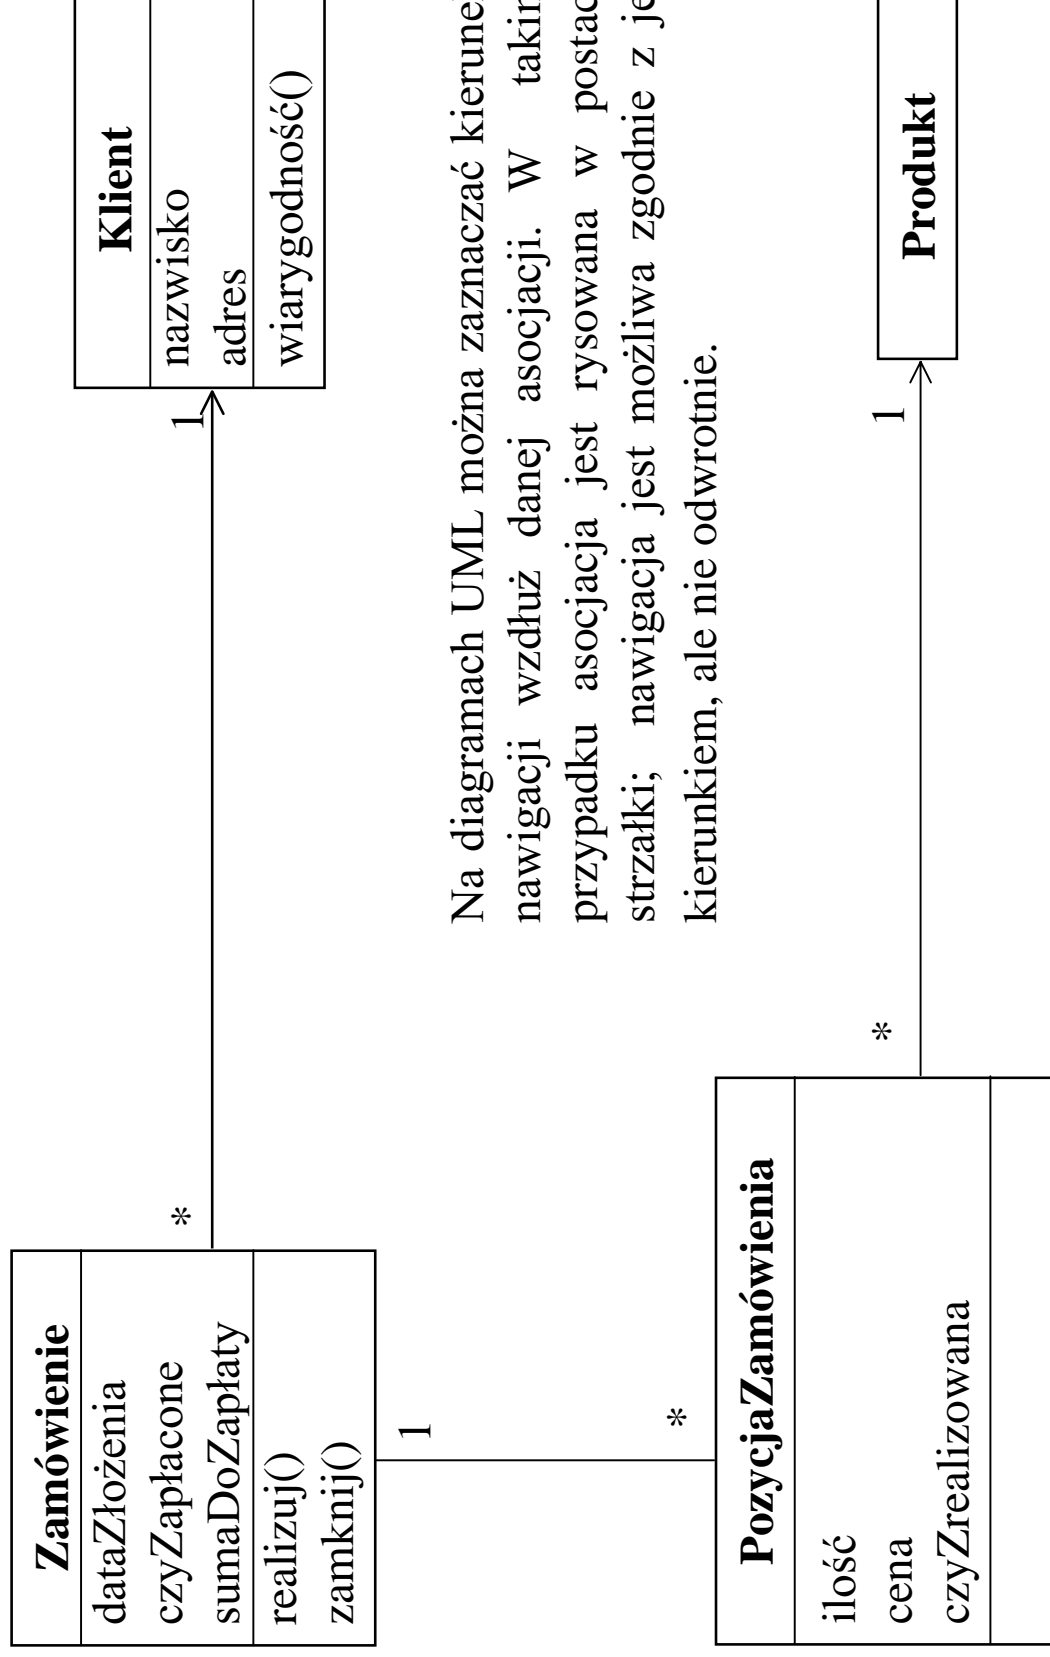 Zamówienie
dataZłożenia
czyZapłacone
sumaDoZapłaty
realizuj()
zamknij()
*
1
Klient
nazwisko
adres
wiarygodność()
1
*
Na diagramach UML można zaznaczać kierune
nawigacji wzdłuż danej asocjacji. W takim
przypadku asocjacja jest rysowana w postac
strzałki; nawigacja jest możliwa zgodnie z je
kierunkiem, ale nie odwrotnie.
PozycjaZamówienia
ilość
cena
czyZrealizowana
*
1
Produkt